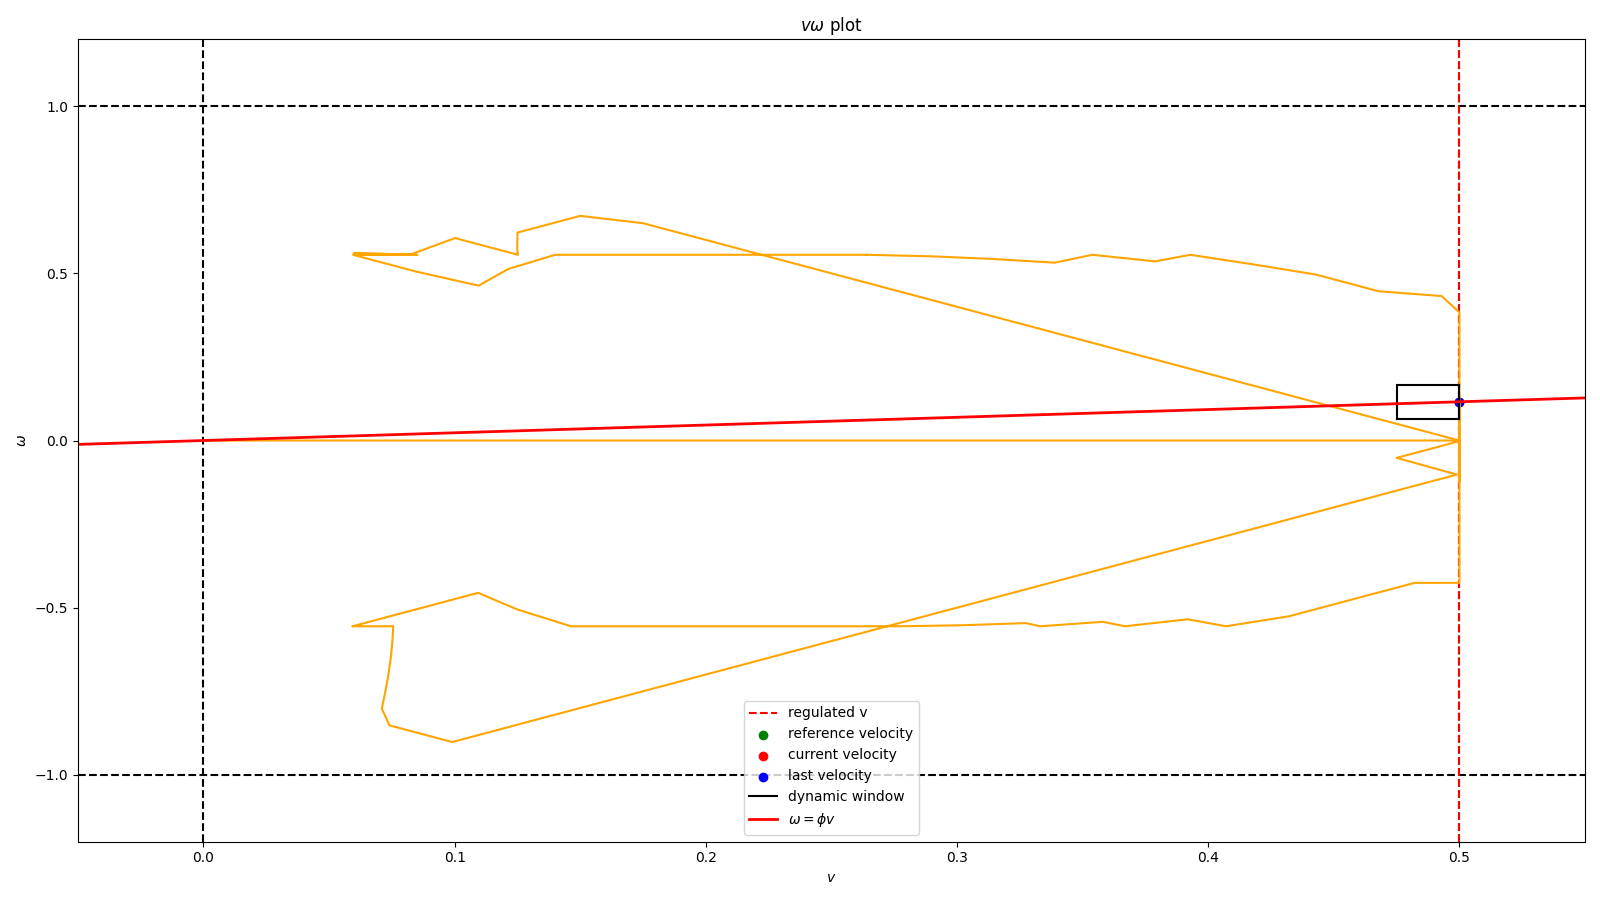 vω plot
1.0
0.5
0.0
−0.5
−1.0
ω
regulated v
reference velocity
current velocity
last velocity
dynamic window
ω = ϕv
0.0 0.1 0.2 0.3 0.4 0.5
v